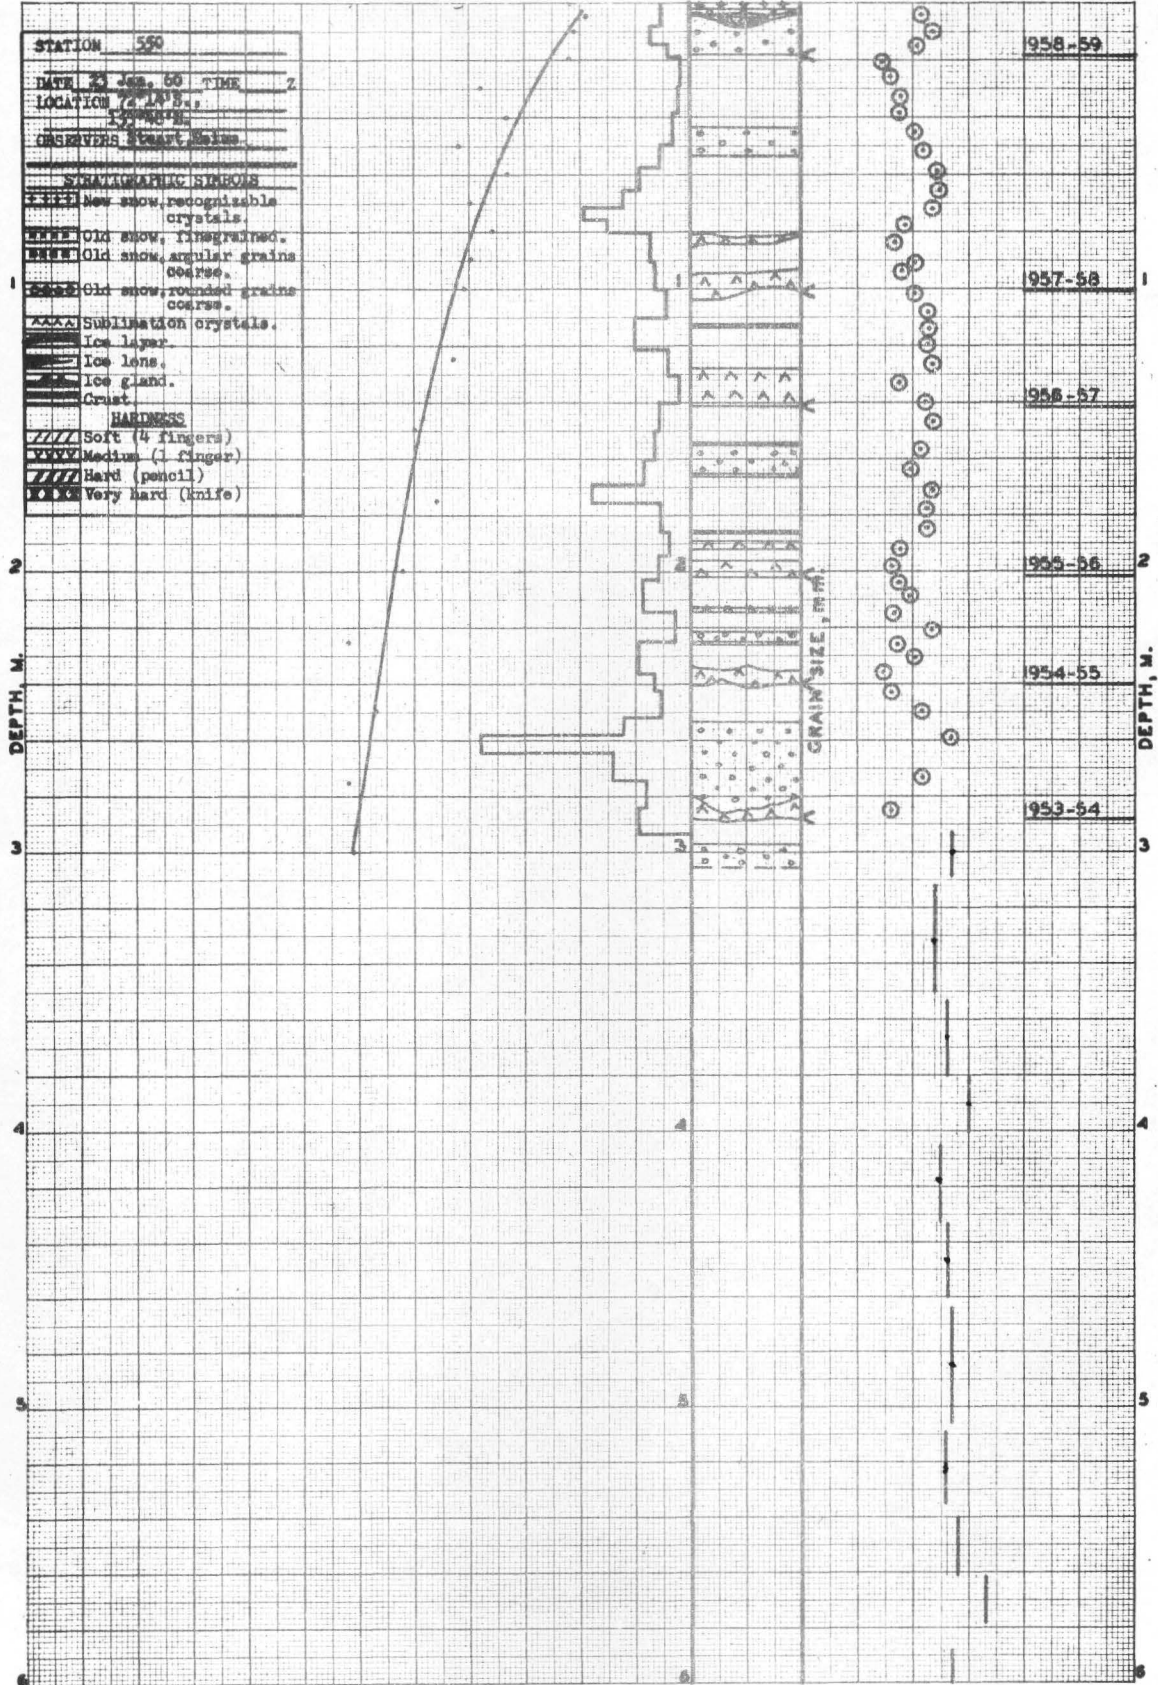 STATION 550
DATE 23 Jan. 60 TIME Z
LOCATION 72°14'S.,
OBSERVERS Stuart,
STRATIGRAPHIC SYMBOLS
New snow, recognizable
crystals.
Old snow, finegrained.
Old snow, angular grains
coarse.
Old snow, rounded grains
coarse.
Sublimation crystals.
Ice layer.
Ice lens.
Ice gland.
Crust.
HARDNESS
Soft (4 fingers)
Medium (1 finger)
Hard (pencil)
Very hard (knife)
1958-59
1 1 1957-58 1
1956-57
2 2 1955-56 2
1954-55
DEPTH, M.
GRAIN SIZE, mm.
DEPTH, M.
1953-54
3 3 3
4 4 4
5 5 5
6 6 6